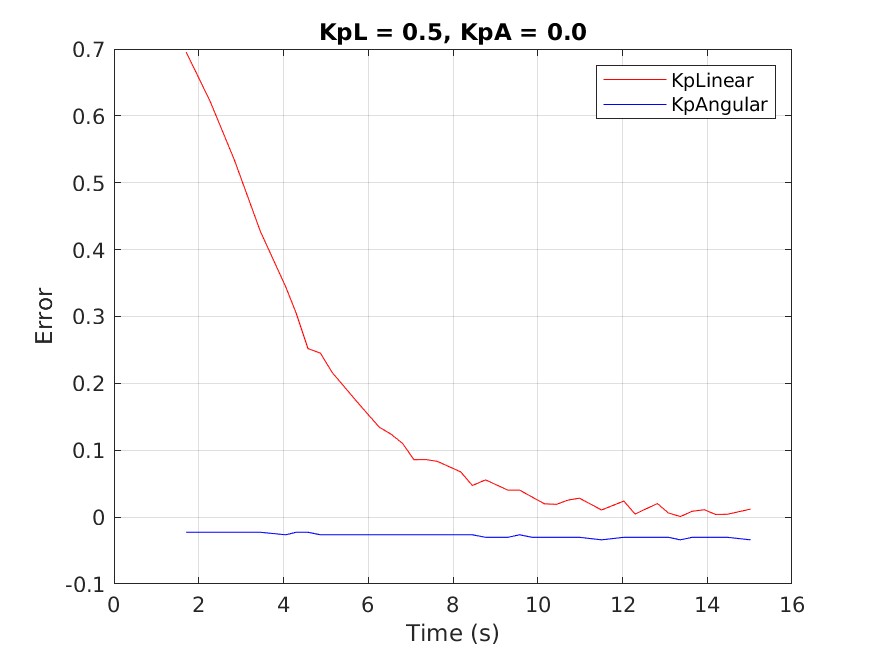 KpL = 0.5, KpA = 0.0
KpLinear
KpAngular
0.7
0.6
0.5
0.4
0.3
0.2
0.1
0
-0.1
Error
0 2 4 6 8 10 12 14 16
Time (s)